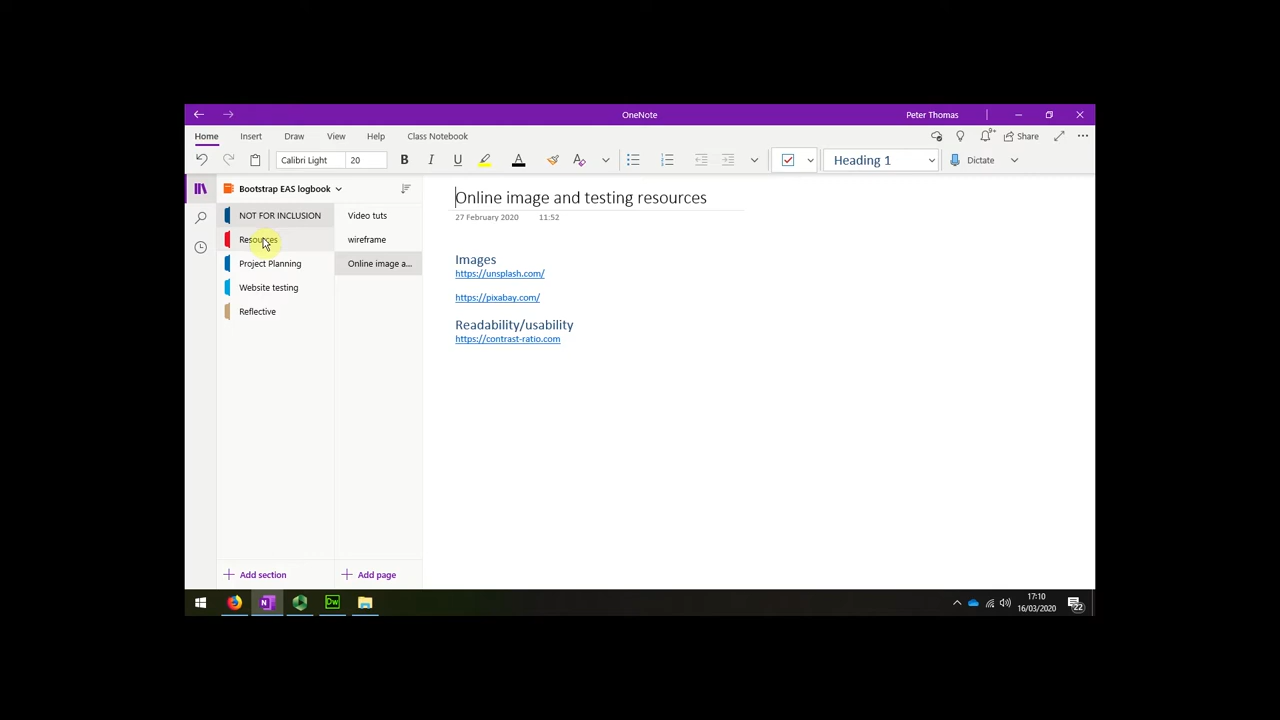 OneNote
Peter Thomas
Home Insert Draw View Help Class Notebook
Share
Calibri Light 20 B I U A A Heading 1 Dictate
Bootstrap EAS logbook
NOT FOR INCLUSION
Resources
Project Planning
Website testing
Reflective
Video tuts
wireframe
Online image a...
Online image and testing resources
27 February 2020 11:52
Images
https://unsplash.com/
https://pixabay.com/
Readability/usability
https://contrast-ratio.com
Add section
Add page
N Dw
17:10
16/03/2020
22